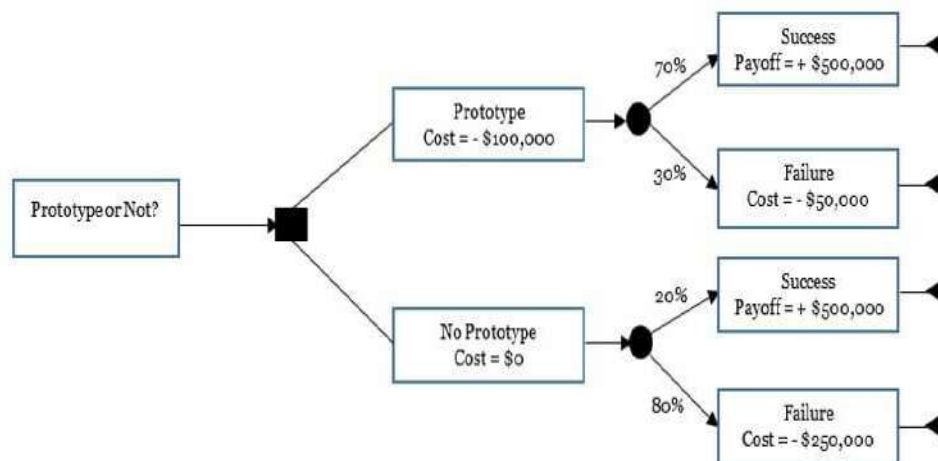 Prototype or Not?
Prototype
Cost = - $100,000
No Prototype
Cost = $0
70%
30%
20%
80%
Success
Payoff = + $500,000
Failure
Cost = - $50,000
Success
Payoff = + $500,000
Failure
Cost = - $250,000